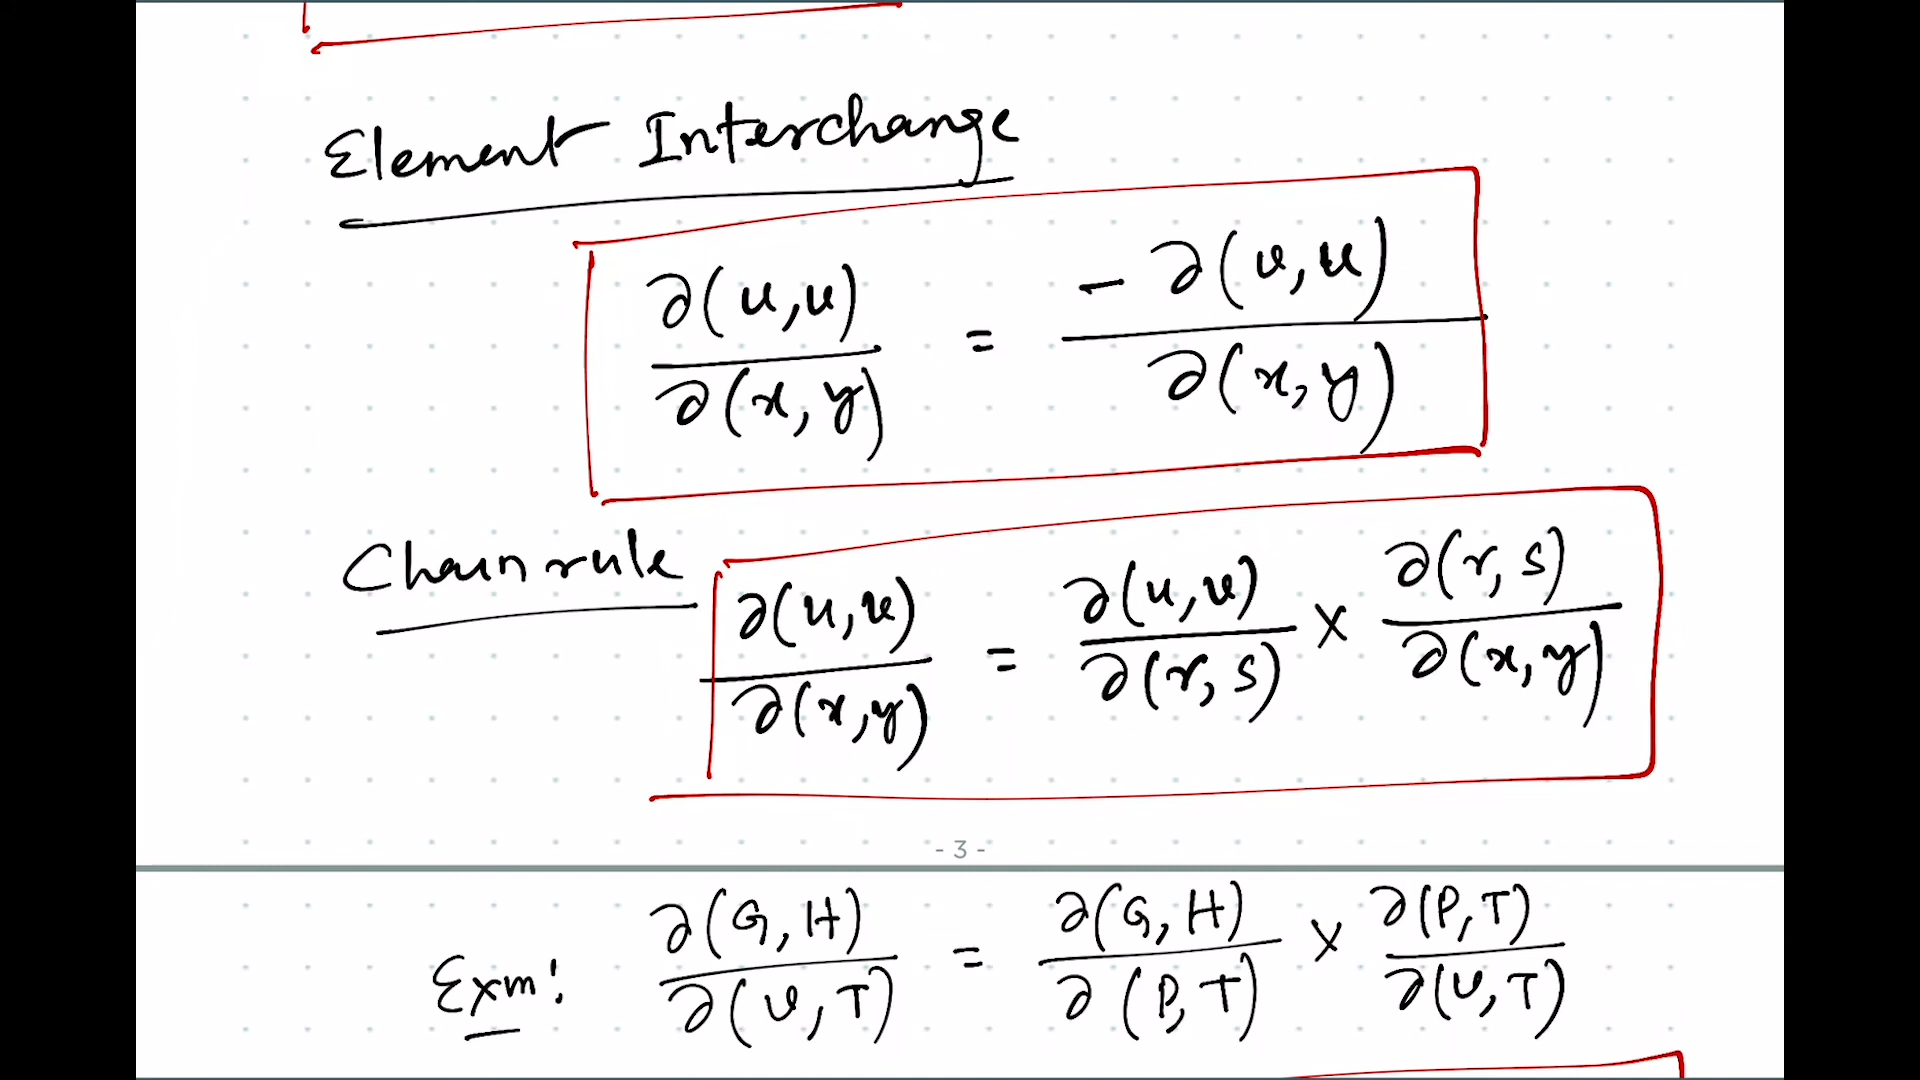 Element Interchange
∂(u,v)/∂(x,y) = -∂(v,u)/∂(x,y)
Chain rule ∂(u,v)/∂(x,y) = ∂(u,v)/∂(r,s) × ∂(r,s)/∂(x,y)
- 3 -
Exm: ∂(G,H)/∂(V,T) = ∂(G,H)/∂(P,T) × ∂(P,T)/∂(V,T)